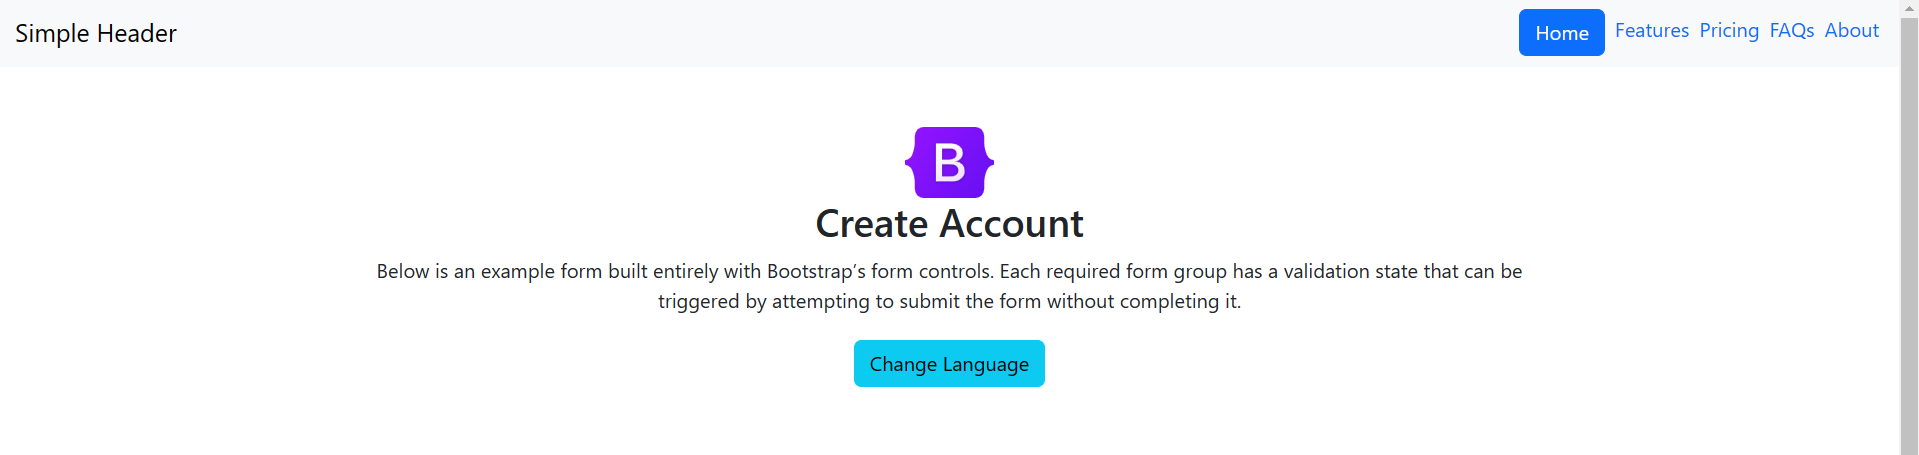 Simple Header
Home Features Pricing FAQs About
B
Create Account
Below is an example form built entirely with Bootstrap’s form controls. Each required form group has a validation state that can be
triggered by attempting to submit the form without completing it.
Change Language